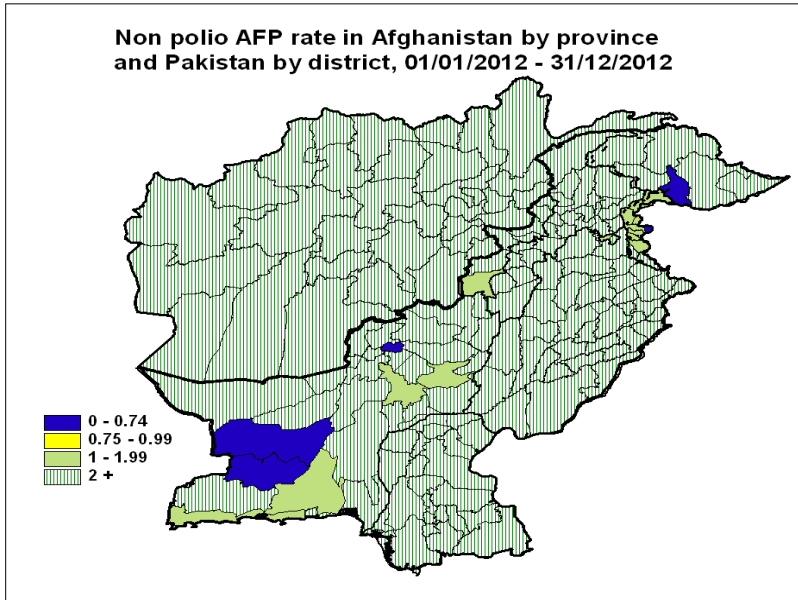 Non polio AFP rate in Afghanistan by province
and Pakistan by district, 01/01/2012 - 31/12/2012
0 - 0.74
0.75 - 0.99
1 - 1.99
2 +